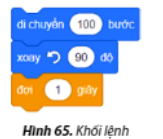 di chuyển 100 bước
xoay 90 độ
đợi 1 giây
Hình 65. Khối lệnh